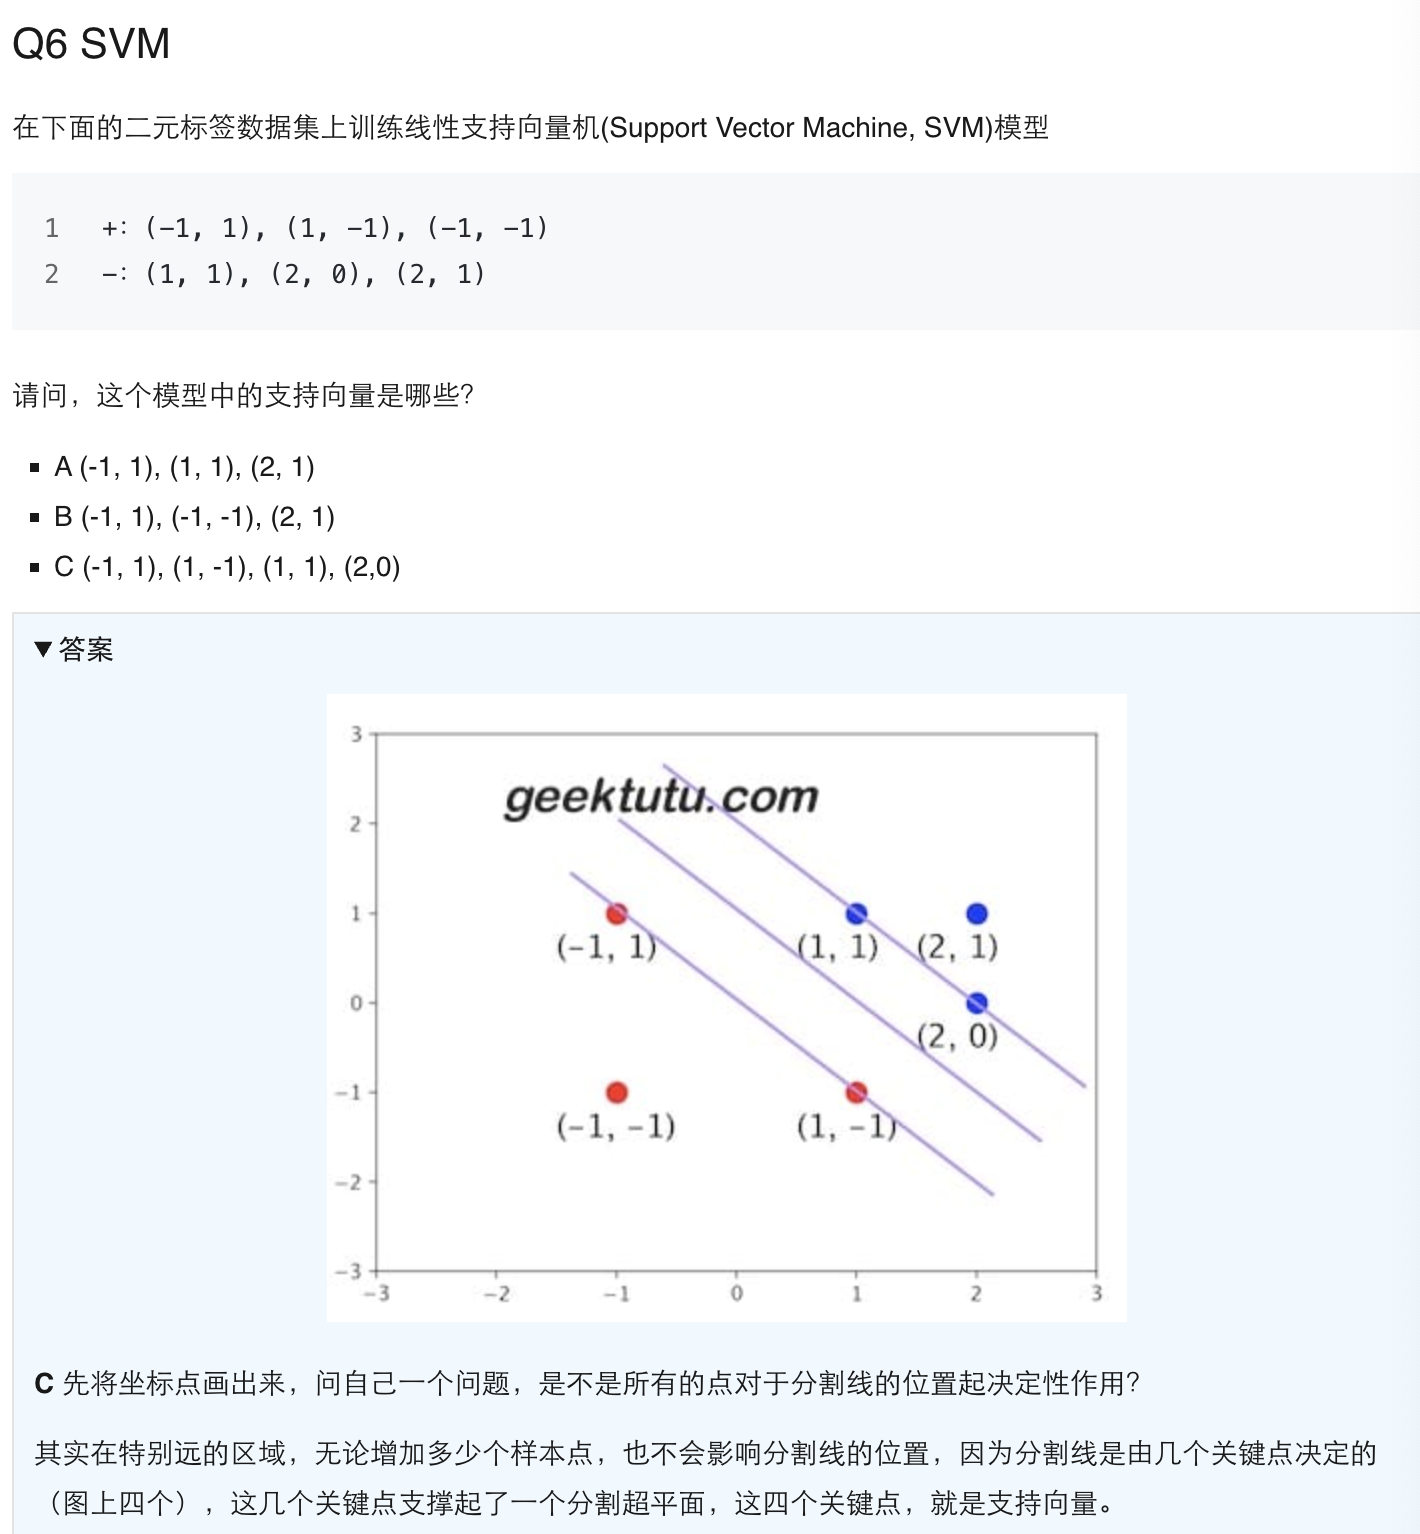 Q6 SVM
在下面的二元标签数据集上训练线性支持向量机(Support Vector Machine, SVM)模型
1 +: (-1, 1), (1, -1), (-1, -1)
2 -: (1, 1), (2, 0), (2, 1)
请问，这个模型中的支持向量是哪些？
▪ A (-1, 1), (1, 1), (2, 1)
▪ B (-1, 1), (-1, -1), (2, 1)
▪ C (-1, 1), (1, -1), (1, 1), (2,0)
▼答案
3
geektutu.com
2
1
(−1, 1)
(1, 1)
(2, 1)
0
(2, 0)
−1
(−1, −1)
(1, −1)
−2
−3
−3 −2 −1 0 1 2 3
C 先将坐标点画出来，问自己一个问题，是不是所有的点对于分割线的位置起决定性作用？
其实在特别远的区域，无论增加多少个样本点，也不会影响分割线的位置，因为分割线是由几个关键点决定的
（图上四个），这几个关键点支撑起了一个分割超平面，这四个关键点，就是支持向量。